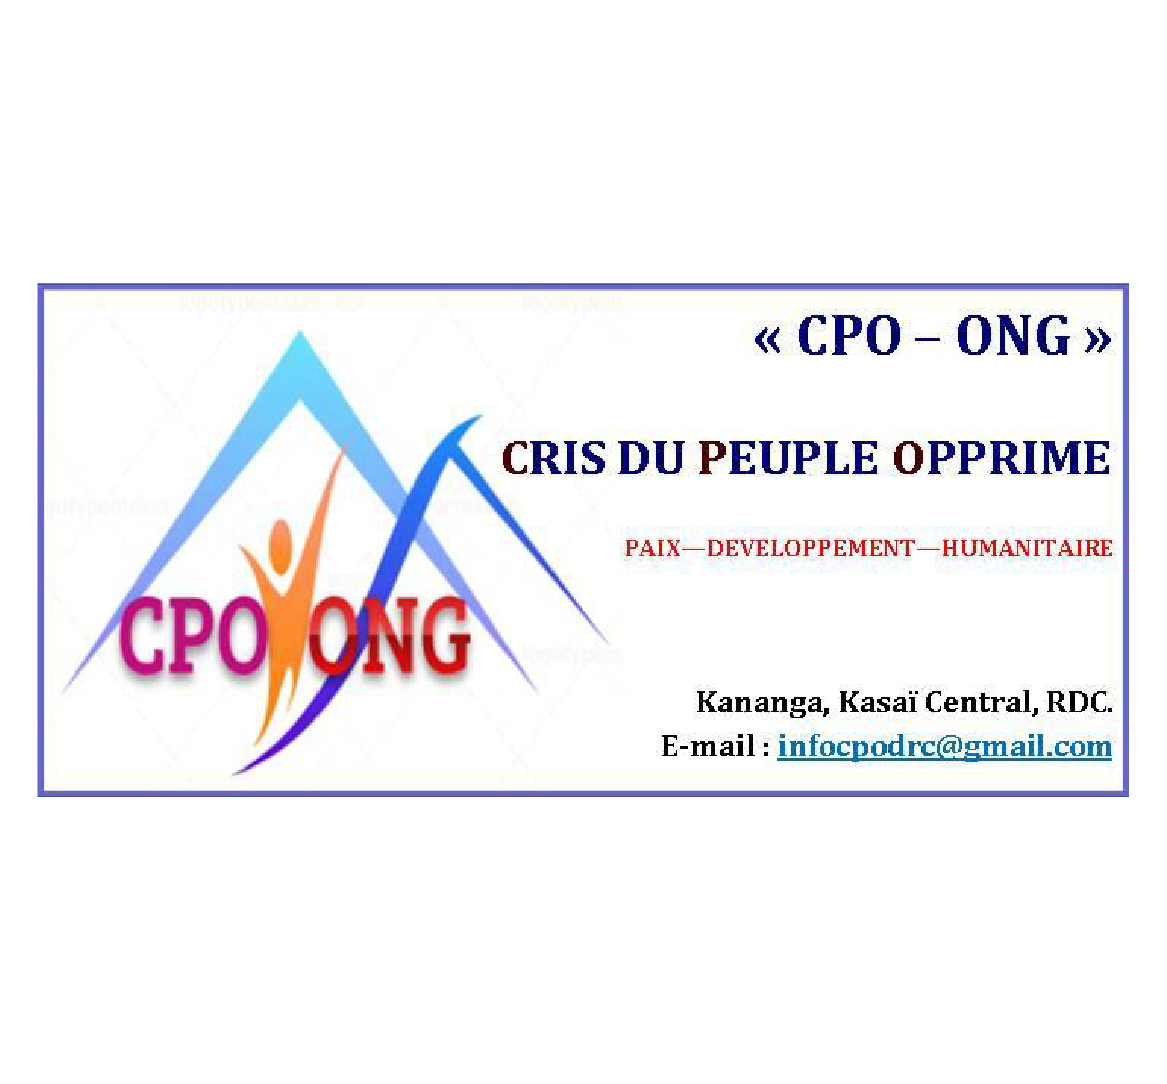 « CPO – ONG »
CRIS DU PEUPLE OPPRIME
PAIX—DEVELOPPEMENT—HUMANITAIRE
CPO ONG
Kananga, Kasaï Central, RDC.
E-mail : infocpodrc@gmail.com